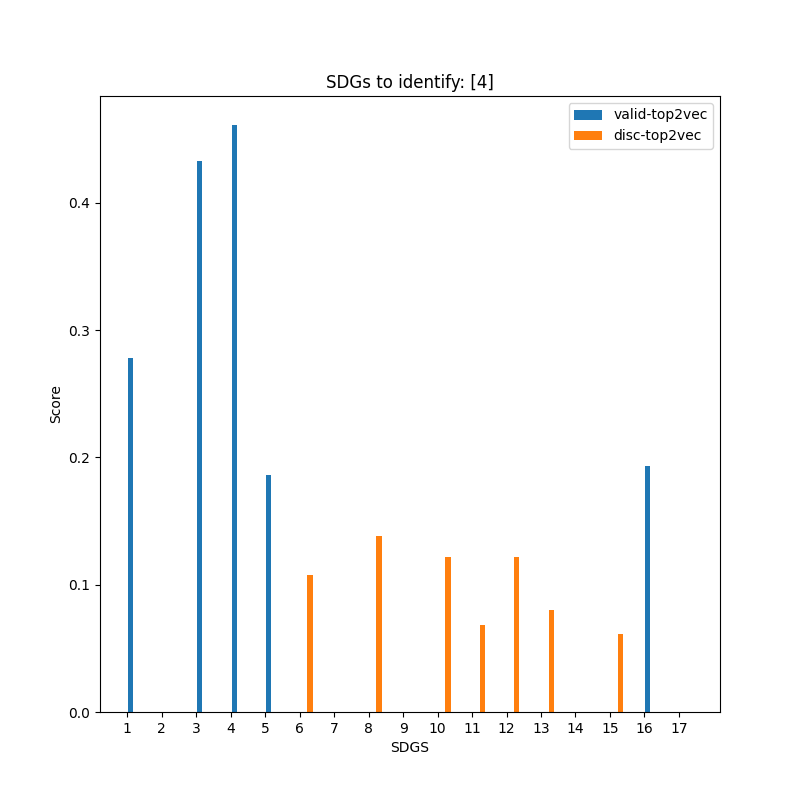 SDGs to identify: [4]
valid-top2vec
disc-top2vec
Score
0.4
0.3
0.2
0.1
0.0
1 2 3 4 5 6 7 8 9 10 11 12 13 14 15 16 17
SDGS